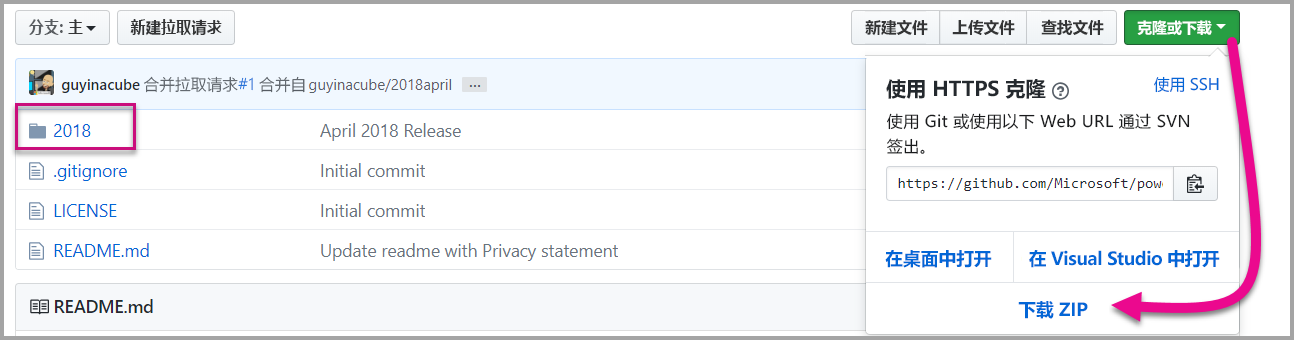 分支: 主
新建拉取请求
新建文件
上传文件
查找文件
克隆或下载
guyinacube 合并拉取请求#1 合并自 guyinacube/2018april ...
2018 April 2018 Release
.gitignore Initial commit
LICENSE Initial commit
README.md Update readme with Privacy statement
README.md
使用 HTTPS 克隆 ?
使用 SSH
使用 Git 或使用以下 Web URL 通过 SVN
签出。
https://github.com/Microsoft/pow
在桌面中打开
在 Visual Studio 中打开
下载 ZIP